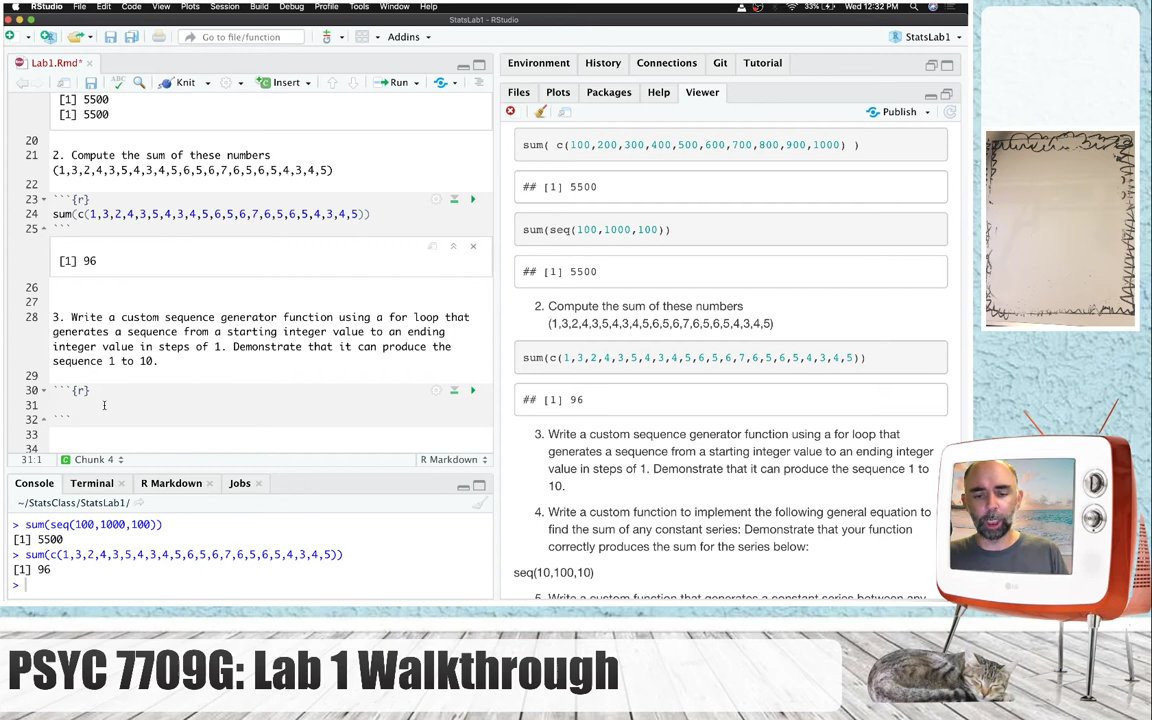 RStudio File Edit Code View Plots Session Build Debug Profile Tools Window Help 33% Wed 12:32 PM
StatsLab1 - RStudio
Go to file/function Addins StatsLab1
Lab1.Rmd*
ABC Knit Insert Run
[1] 5500
[1] 5500
20
21 2. Compute the sum of these numbers
(1,3,2,4,3,5,4,3,4,5,6,5,6,7,6,5,6,5,4,3,4,5)
22
23 ```{r}
24 sum(c(1,3,2,4,3,5,4,3,4,5,6,5,6,7,6,5,6,5,4,3,4,5))
25 ```
[1] 96
26
27
28 3. Write a custom sequence generator function using a for loop that
generates a sequence from a starting integer value to an ending
integer value in steps of 1. Demonstrate that it can produce the
sequence 1 to 10.
29
30 ```{r}
31
32 ```
33
34
31:1 Chunk 4 R Markdown
Console Terminal R Markdown Jobs
~/StatsClass/StatsLab1/
> sum(seq(100,1000,100))
[1] 5500
> sum(c(1,3,2,4,3,5,4,3,4,5,6,5,6,7,6,5,6,5,4,3,4,5))
[1] 96
>
Environment History Connections Git Tutorial
Files Plots Packages Help Viewer
Publish
sum( c(100,200,300,400,500,600,700,800,900,1000) )
## [1] 5500
sum(seq(100,1000,100))
## [1] 5500
2. Compute the sum of these numbers
(1,3,2,4,3,5,4,3,4,5,6,5,6,7,6,5,6,5,4,3,4,5)
sum(c(1,3,2,4,3,5,4,3,4,5,6,5,6,7,6,5,6,5,4,3,4,5))
## [1] 96
3. Write a custom sequence generator function using a for loop that
generates a sequence from a starting integer value to an ending integer
value in steps of 1. Demonstrate that it can produce the sequence 1 to
10.
4. Write a custom function to implement the following general equation to
find the sum of any constant series: Demonstrate that your function
correctly produces the sum for the series below:
seq(10,100,10)
5. Write a custom function that generates a constant series between any
LG
PSYC 7709G: Lab 1 Walkthrough